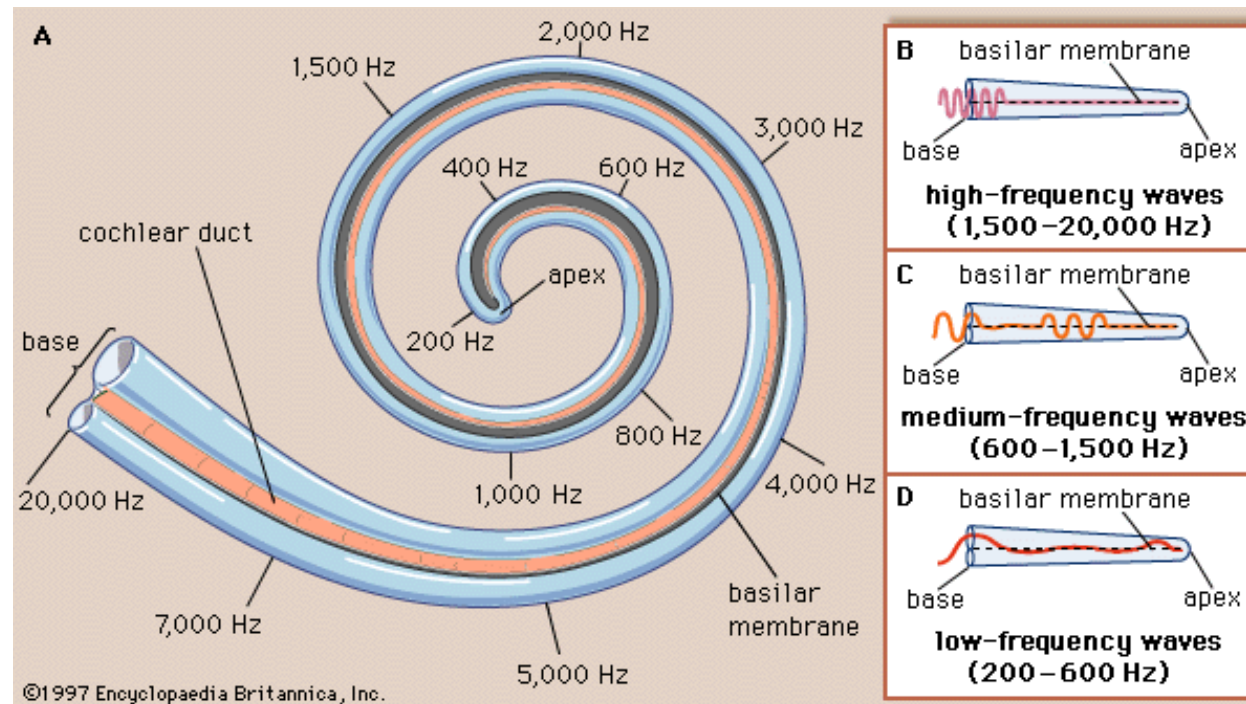 A
2,000 Hz
1,500 Hz
3,000 Hz
400 Hz
600 Hz
cochlear duct
apex
base
200 Hz
800 Hz
20,000 Hz
1,000 Hz
4,000 Hz
7,000 Hz
basilar
membrane
5,000 Hz
©1997 Encyclopaedia Britannica, Inc.
B
basilar membrane
base
apex
high-frequency waves
(1,500-20,000 Hz)
C
basilar membrane
base
apex
medium-frequency waves
(600-1,500 Hz)
D
basilar membrane
base
apex
low-frequency waves
(200-600 Hz)